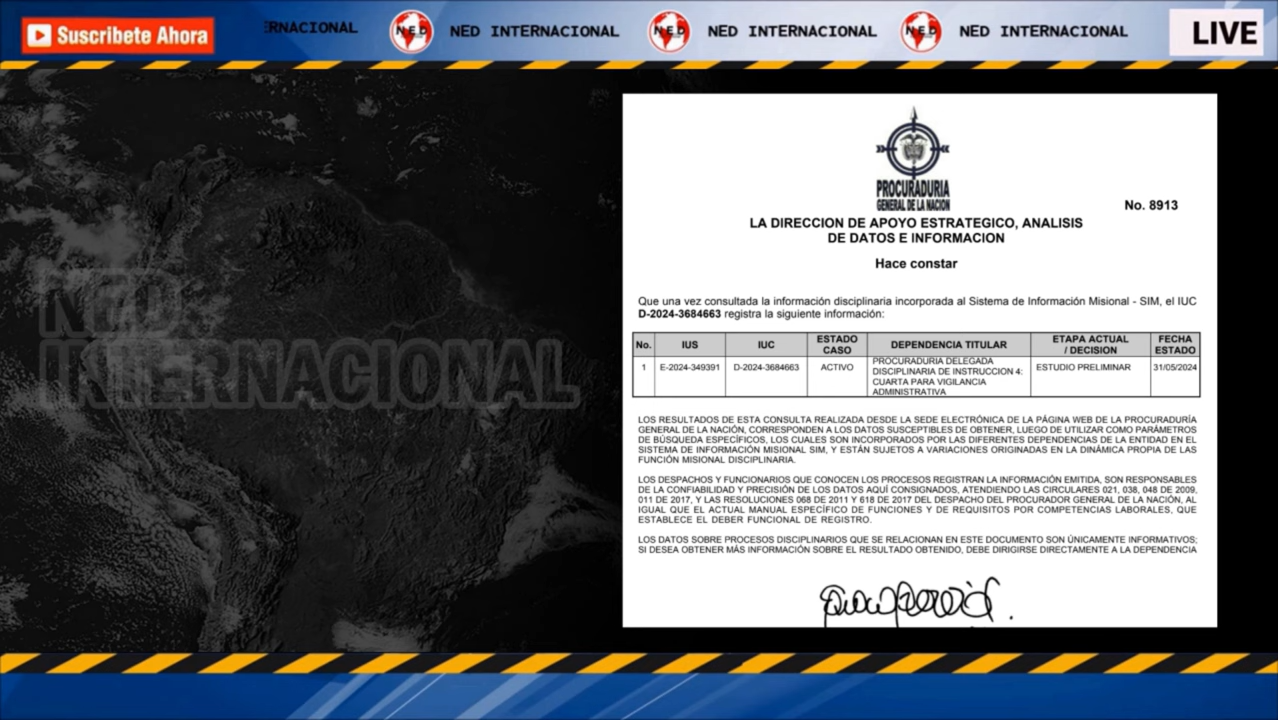 Suscribete Ahora
ERNACIONAL
NED
NED INTERNACIONAL
NED
NED INTERNACIONAL
NED
NED INTERNACIONAL
LIVE
NED
INTERNACIONAL
PROCURADURIA
GENERAL DE LA NACION
No. 8913
LA DIRECCION DE APOYO ESTRATEGICO, ANALISIS
DE DATOS E INFORMACION
Hace constar
Que una vez consultada la información disciplinaria incorporada al Sistema de Información Misional - SIM, el IUC
D-2024-3684663 registra la siguiente información:
No. IUS IUC ESTADO CASO DEPENDENCIA TITULAR ETAPA ACTUAL / DECISION FECHA ESTADO
1 E-2024-349391 D-2024-3684663 ACTIVO PROCURADURIA DELEGADA
DISCIPLINARIA DE INSTRUCCION 4:
CUARTA PARA VIGILANCIA
ADMINISTRATIVA
ESTUDIO PRELIMINAR 31/05/2024
LOS RESULTADOS DE ESTA CONSULTA REALIZADA DESDE LA SEDE ELECTRÓNICA DE LA PÁGINA WEB DE LA PROCURADURÍA
GENERAL DE LA NACIÓN, CORRESPONDEN A LOS DATOS SUSCEPTIBLES DE OBTENER, LUEGO DE UTILIZAR COMO PARÁMETROS
DE BÚSQUEDA ESPECÍFICOS, LOS CUALES SON INCORPORADOS POR LAS DIFERENTES DEPENDENCIAS DE LA ENTIDAD EN EL
SISTEMA DE INFORMACIÓN MISIONAL SIM, Y ESTÁN SUJETOS A VARIACIONES ORIGINADAS EN LA DINÁMICA PROPIA DE LAS
FUNCIÓN MISIONAL DISCIPLINARIA.
LOS DESPACHOS Y FUNCIONARIOS QUE CONOCEN LOS PROCESOS REGISTRAN LA INFORMACIÓN EMITIDA, SON RESPONSABLES
DE LA CONFIABILIDAD Y PRECISIÓN DE LOS DATOS AQUÍ CONSIGNADOS, ATENDIENDO LAS CIRCULARES 021, 038, 048 DE 2009,
011 DE 2017, Y LAS RESOLUCIONES 068 DE 2011 Y 618 DE 2017 DEL DESPACHO DEL PROCURADOR GENERAL DE LA NACIÓN, AL
IGUAL QUE EL ACTUAL MANUAL ESPECÍFICO DE FUNCIONES Y DE REQUISITOS POR COMPETENCIAS LABORALES, QUE
ESTABLECE EL DEBER FUNCIONAL DE REGISTRO.
LOS DATOS SOBRE PROCESOS DISCIPLINARIOS QUE SE RELACIONAN EN ESTE DOCUMENTO SON ÚNICAMENTE INFORMATIVOS;
SI DESEA OBTENER MÁS INFORMACIÓN SOBRE EL RESULTADO OBTENIDO, DEBE DIRIGIRSE DIRECTAMENTE A LA DEPENDENCIA